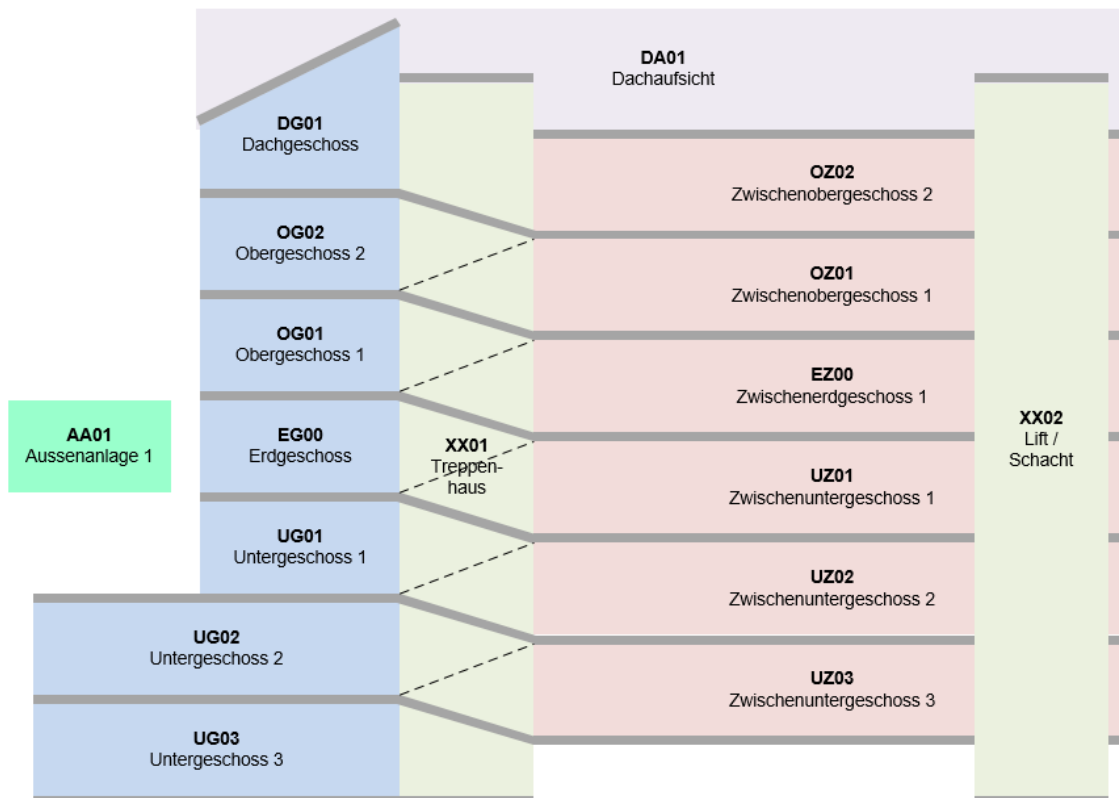 DA01
Dachaufsicht
DG01
Dachgeschoss
OZ02
Zwischenobergeschoss 2
OG02
Obergeschoss 2
OZ01
Zwischenobergeschoss 1
OG01
Obergeschoss 1
EZ00
Zwischenerdgeschoss 1
AA01
Aussenanlage 1
EG00
Erdgeschoss
XX01
Treppen-
haus
XX02
Lift /
Schacht
UZ01
Zwischenuntergeschoss 1
UG01
Untergeschoss 1
UZ02
Zwischenuntergeschoss 2
UG02
Untergeschoss 2
UZ03
Zwischenuntergeschoss 3
UG03
Untergeschoss 3